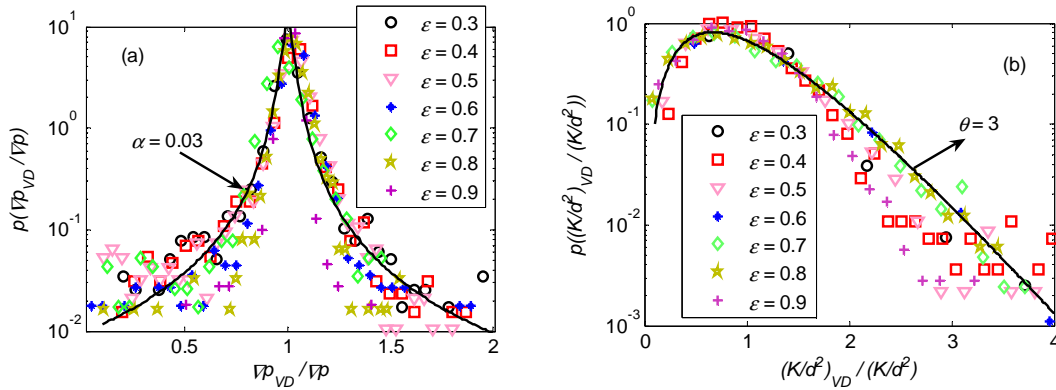 (a)
p(∇p_VD / ∇p)
10^1
10^0
10^-1
10^-2
0.5
1
1.5
2
∇p_VD / ∇p
α = 0.03
ε = 0.3
ε = 0.4
ε = 0.5
ε = 0.6
ε = 0.7
ε = 0.8
ε = 0.9
(b)
p((K/d²)_VD / (K/d²))
10^0
10^-1
10^-2
10^-3
0
1
2
3
4
(K/d²)_VD / (K/d²)
θ = 3
ε = 0.3
ε = 0.4
ε = 0.5
ε = 0.6
ε = 0.7
ε = 0.8
ε = 0.9